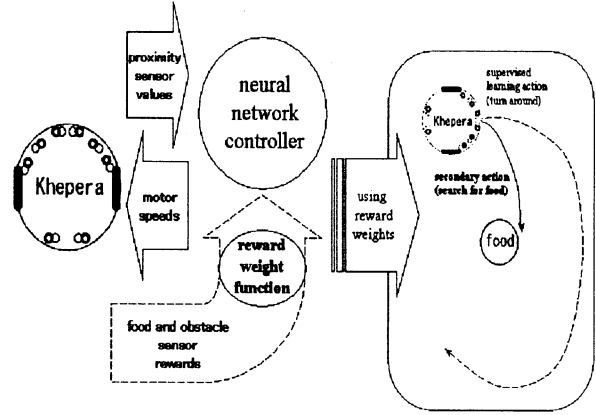 proximity
sensor
values
Khepera
motor
speeds
neural
network
controller
reward
weight
function
food and obstacle
sensor
rewards
using
reward
weights
supervised
learning action
(turn around)
Khepera
secondary action
(search for food)
food